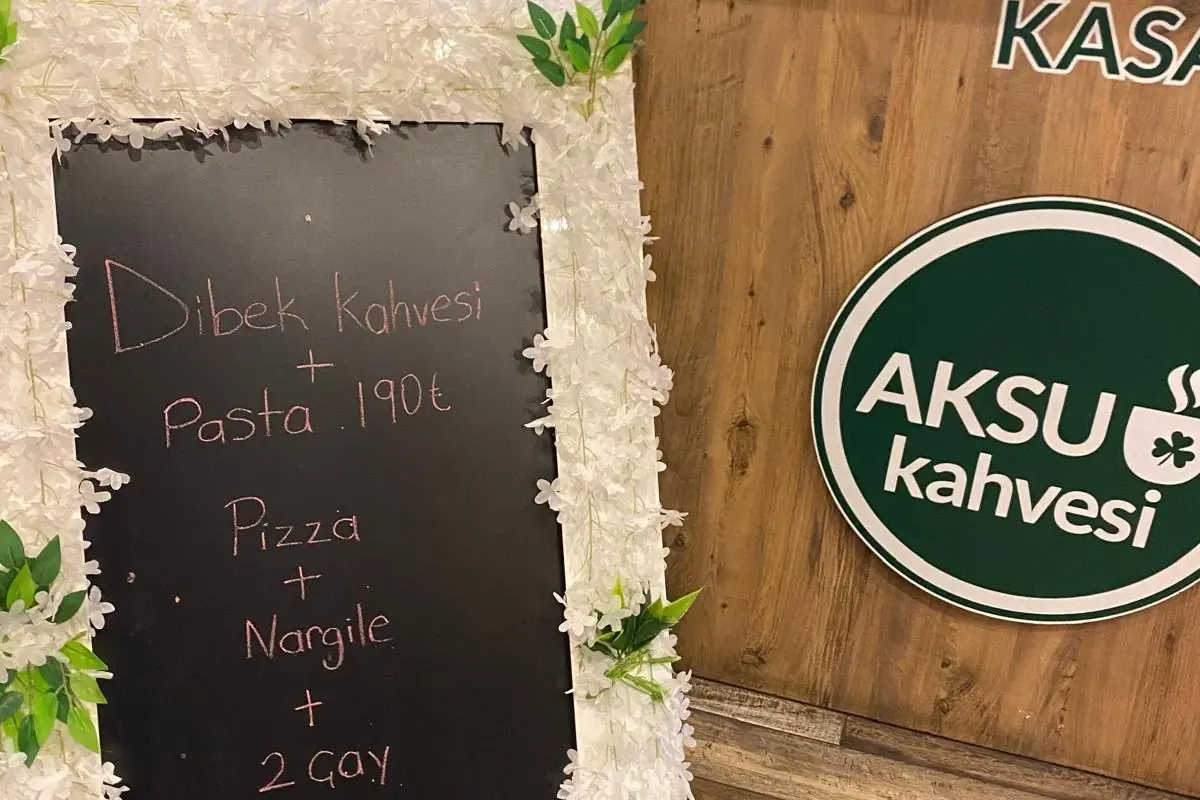 Dibek kahvesi
+
Pasta 190₺
Pizza
+
Nargile
+
2 Çay
KASA
AKSU
kahvesi